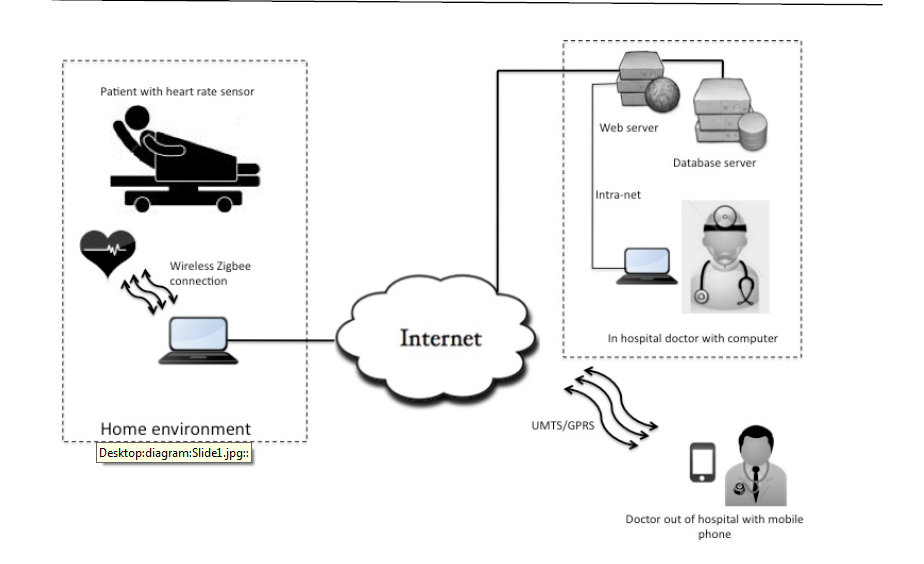 Patient with heart rate sensor
Wireless Zigbee
connection
Home environment
Desktop:diagram:Slide1.jpg::
Internet
Web server
Database server
Intra-net
In hospital doctor with computer
UMTS/GPRS
Doctor out of hospital with mobile
phone